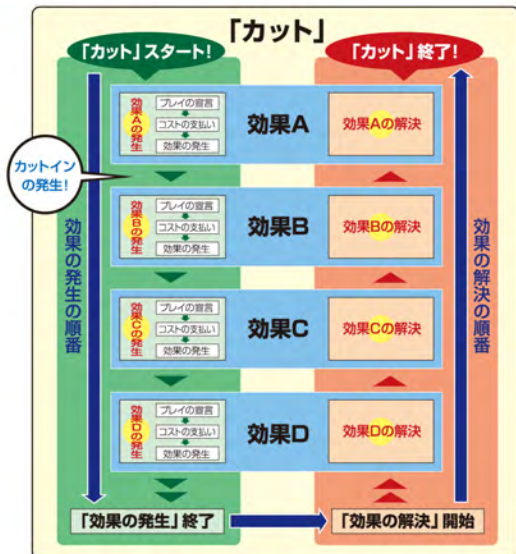 「カット」
「カット」スタート!
「カット」終了!
効果Aの発生
プレイの宣言
コストの支払い
効果の発生
効果A
効果Aの解決
カットイン
の発生!
効果Bの発生
プレイの宣言
コストの支払い
効果の発生
効果B
効果Bの解決
効果の発生の順番
効果の解決の順番
効果Cの発生
プレイの宣言
コストの支払い
効果の発生
効果C
効果Cの解決
効果Dの発生
プレイの宣言
コストの支払い
効果の発生
効果D
効果Dの解決
「効果の発生」終了
「効果の解決」開始